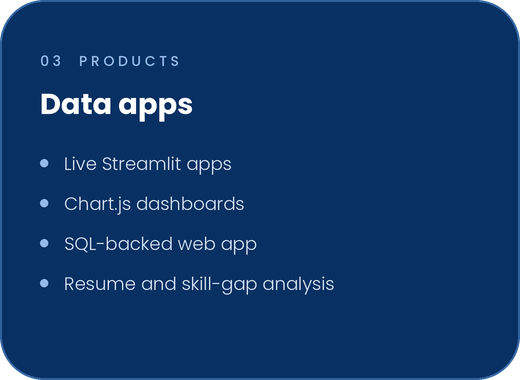 03 PRODUCTS
Data apps
Live Streamlit apps
Chart.js dashboards
SQL-backed web app
Resume and skill-gap analysis